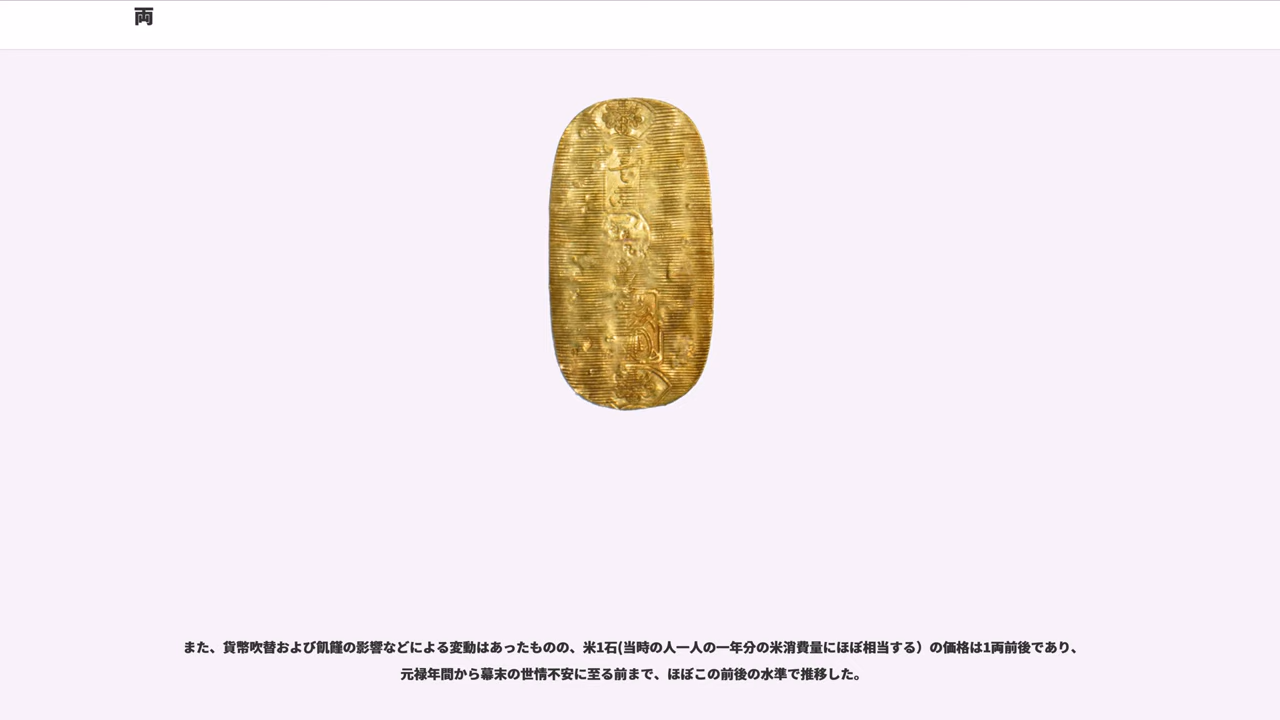 両
また、貨幣吹替および飢饉の影響などによる変動はあったものの、米1石(当時の人一人の一年分の米消費量にほぼ相当する）の価格は1両前後であり、
元禄年間から幕末の世情不安に至る前まで、ほぼこの前後の水準で推移した。